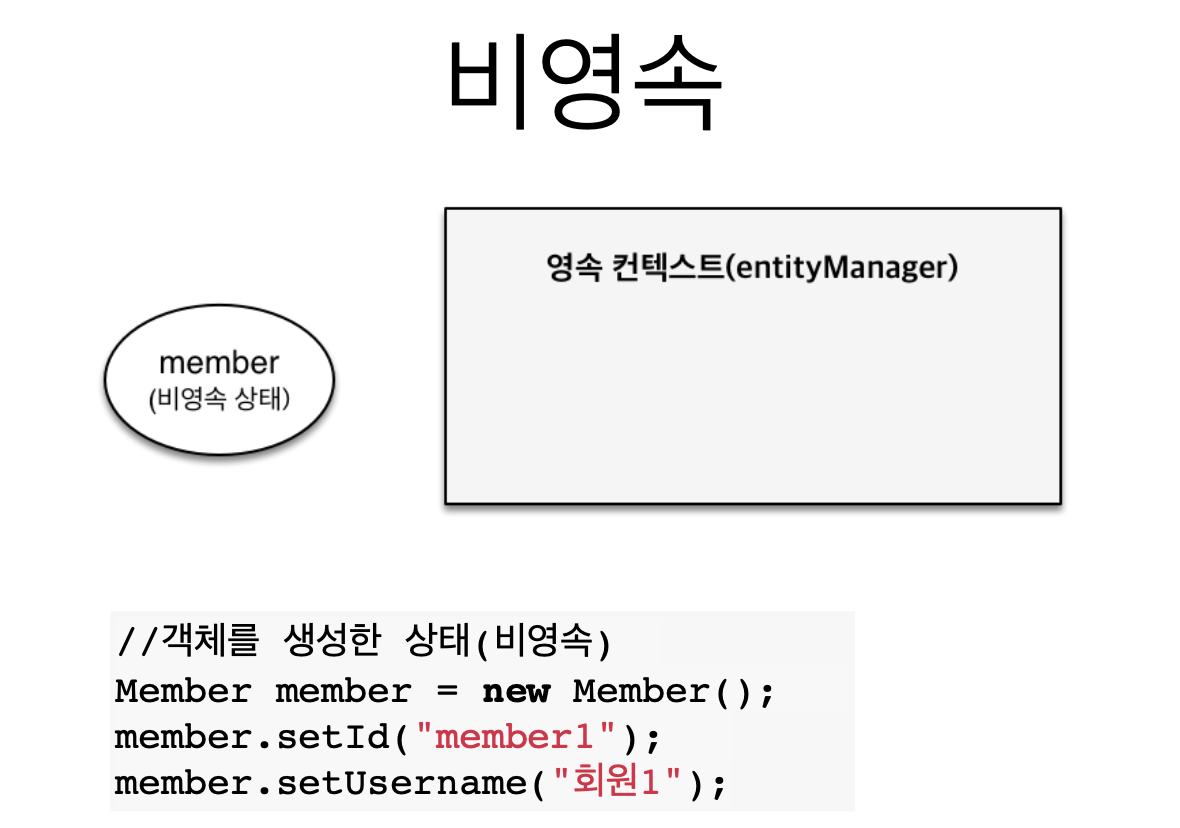 비영속
영속 컨텍스트(entityManager)
member
(비영속 상태)
//객체를 생성한 상태(비영속)
Member member = new Member();
member.setId("member1");
member.setUsername("회원1");